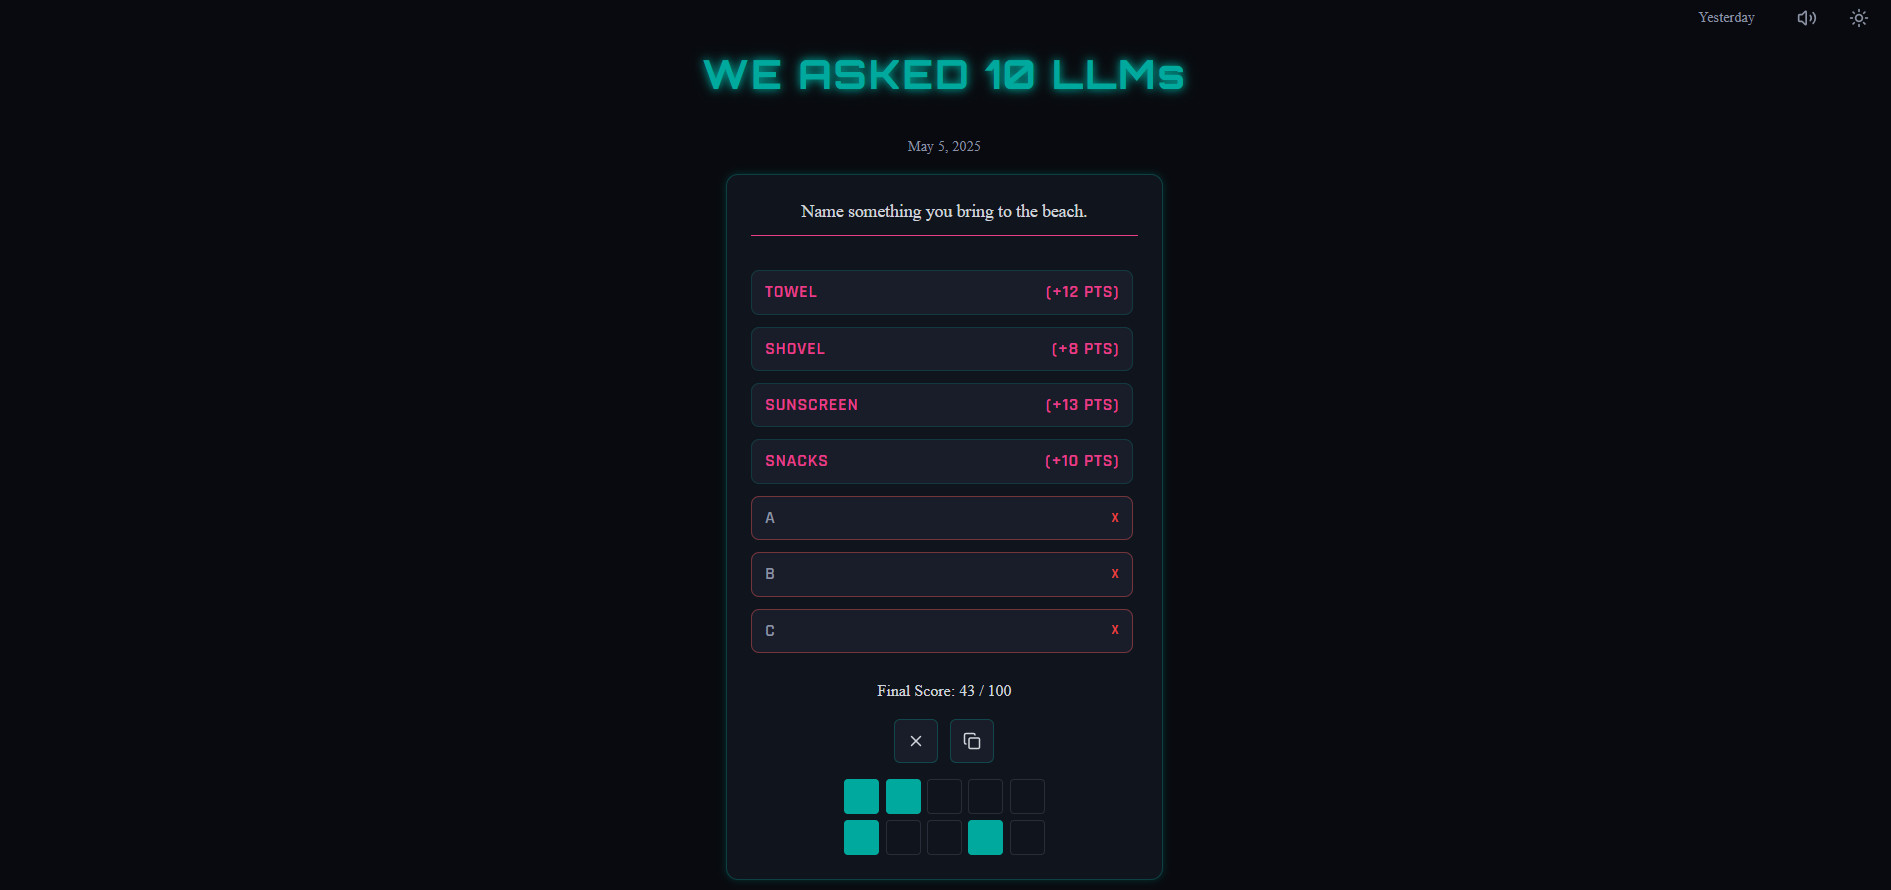 Yesterday
WE ASKED 10 LLMs
May 5, 2025
Name something you bring to the beach.
TOWEL (+12 PTS)
SHOVEL (+8 PTS)
SUNSCREEN (+13 PTS)
SNACKS (+10 PTS)
A X
B X
C X
Final Score: 43 / 100